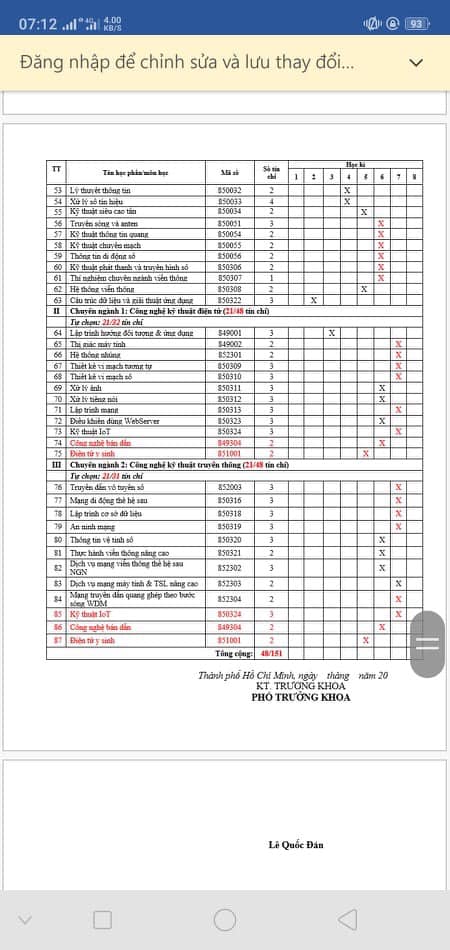 07:12 4G 4.00 KB/S 93
Đăng nhập để chỉnh sửa và lưu thay đổi...
TT Tên học phần/môn học Mã số Số tín chỉ Học kì
1 2 3 4 5 6 7 8
53 Lý thuyết thông tin 850032 2 X
54 Xử lý số tín hiệu 850033 4 X
55 Kỹ thuật siêu cao tần 850034 2 X
56 Truyền sóng và anten 850051 3 X
57 Kỹ thuật thông tin quang 850054 2 X
58 Kỹ thuật chuyển mạch 850055 2 X
59 Thông tin di động số 850056 2 X
60 Kỹ thuật phát thanh và truyền hình số 850306 2 X
61 Thí nghiệm chuyên ngành viễn thông 850307 1 X
62 Hệ thống viễn thông 850308 2 X
63 Cấu trúc dữ liệu và giải thuật ứng dụng 850322 3 X
II Chuyên ngành 1: Công nghệ kỹ thuật điện tử (21/48 tín chỉ)
Tự chọn: 21/32 tín chỉ
64 Lập trình hướng đối tượng & ứng dụng 849001 3 X
65 Thị giác máy tính 849002 2 X
66 Hệ thống nhúng 852301 2 X
67 Thiết kế vi mạch tương tự 850309 3 X
68 Thiết kế vi mạch số 850310 3 X
69 Xử lý ảnh 850311 3 X
70 Xử lý tiếng nói 850312 3 X
71 Lập trình mạng 850313 3 X
72 Điều khiển dùng WebServer 850323 3 X
73 Kỹ thuật IoT 850324 3 X
74 Công nghệ bán dẫn 849304 2 X
75 Điện tử y sinh 851001 2 X
III Chuyên ngành 2: Công nghệ kỹ thuật truyền thông (21/48 tín chỉ)
Tự chọn: 21/31 tín chỉ
76 Truyền dẫn vô tuyến số 852003 3 X
77 Mạng di động thế hệ sau 850316 3 X
78 Lập trình cơ sở dữ liệu 850318 3 X
79 An ninh mạng 850319 3 X
80 Thông tin vệ tinh số 850320 3 X
81 Thực hành viễn thông nâng cao 850321 2 X
82 Dịch vụ mạng viễn thông thế hệ sau NGN 852302 3 X
83 Dịch vụ mạng máy tính & TSL nâng cao 852303 2 X
84 Mạng truyền dẫn quang ghép theo bước sóng WDM 852304 2 X
85 Kỹ thuật IoT 850324 3 X
86 Công nghệ bán dẫn 849304 2 X
87 Điện tử y sinh 851001 2 X
Tổng cộng: 48/151
Thành phố Hồ Chí Minh, ngày tháng năm 20
KT. TRƯỞNG KHOA
PHÓ TRƯỞNG KHOA
Lê Quốc Đán